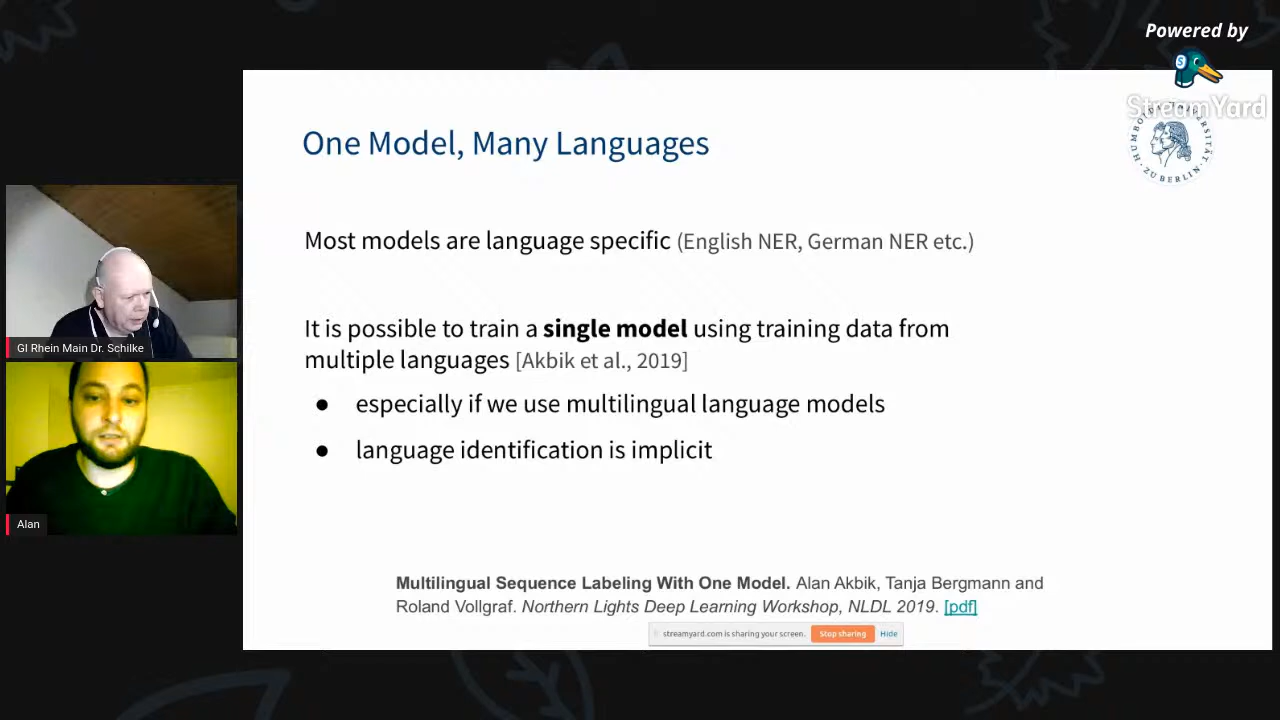 Powered by
StreamYard
One Model, Many Languages
HUMBOLDT-UNIVERSITÄT · ZU BERLIN ·
Most models are language specific (English NER, German NER etc.)
It is possible to train a single model using training data from
multiple languages [Akbik et al., 2019]
● especially if we use multilingual language models
● language identification is implicit
GI Rhein Main Dr. Schilke
Alan
Multilingual Sequence Labeling With One Model. Alan Akbik, Tanja Bergmann and
Roland Vollgraf. Northern Lights Deep Learning Workshop, NLDL 2019. [pdf]
streamyard.com is sharing your screen. Stop sharing Hide